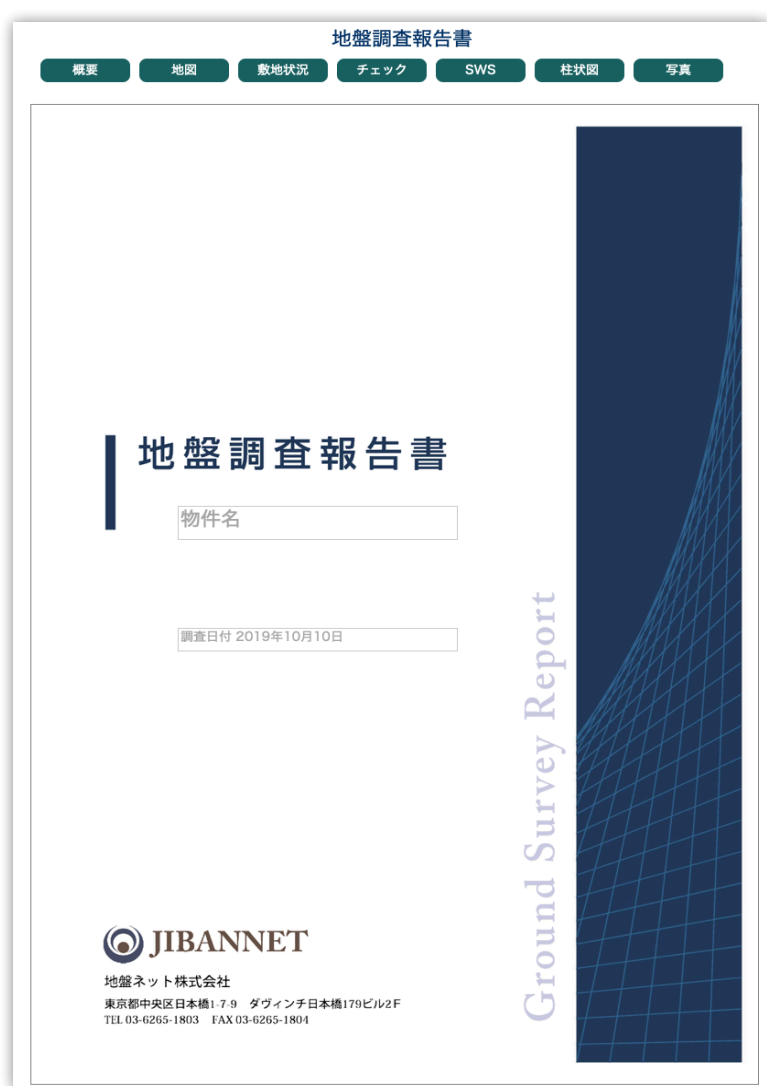 地盤調査報告書
概要 地図 敷地状況 チェック SWS 柱状図 写真
地盤調査報告書
物件名
調査日付 2019年10月10日
Ground Survey Report
JIBANNET
地盤ネット株式会社
東京都中央区日本橋1-7-9 ダヴィンチ日本橋179ビル2F
TEL 03-6265-1803 FAX 03-6265-1804